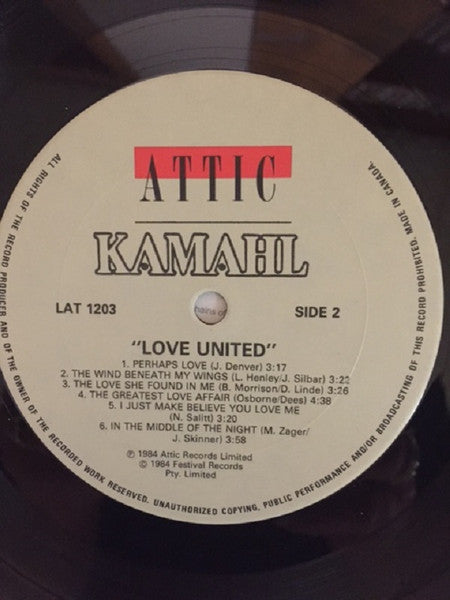 ATTIC
KAMAHL
LAT 1203
SIDE 2
"LOVE UNITED"
1. PERHAPS LOVE (J. Denver) 3:17
2. THE WIND BENEATH MY WINGS (L. Henley/J. Silbar) 3:23
3. THE LOVE SHE FOUND IN ME (B. Morrison/D. Linde) 3:26
4. THE GREATEST LOVE AFFAIR (Osborne/Dees) 4:38
5. I JUST MAKE BELIEVE YOU LOVE ME
(N. Salitt) 3:20
6. IN THE MIDDLE OF THE NIGHT (M. Zager/
J. Skinner) 3:58
℗ 1984 Attic Records Limited
© 1984 Festival Records
Pty. Limited
ALL RIGHTS OF THE RECORD PRODUCER AND OF THE OWNER OF THE RECORDED WORK RESERVED. UNAUTHORIZED COPYING, PUBLIC PERFORMANCE AND/OR BROADCASTING OF THIS RECORD PROHIBITED. MADE IN CANADA.